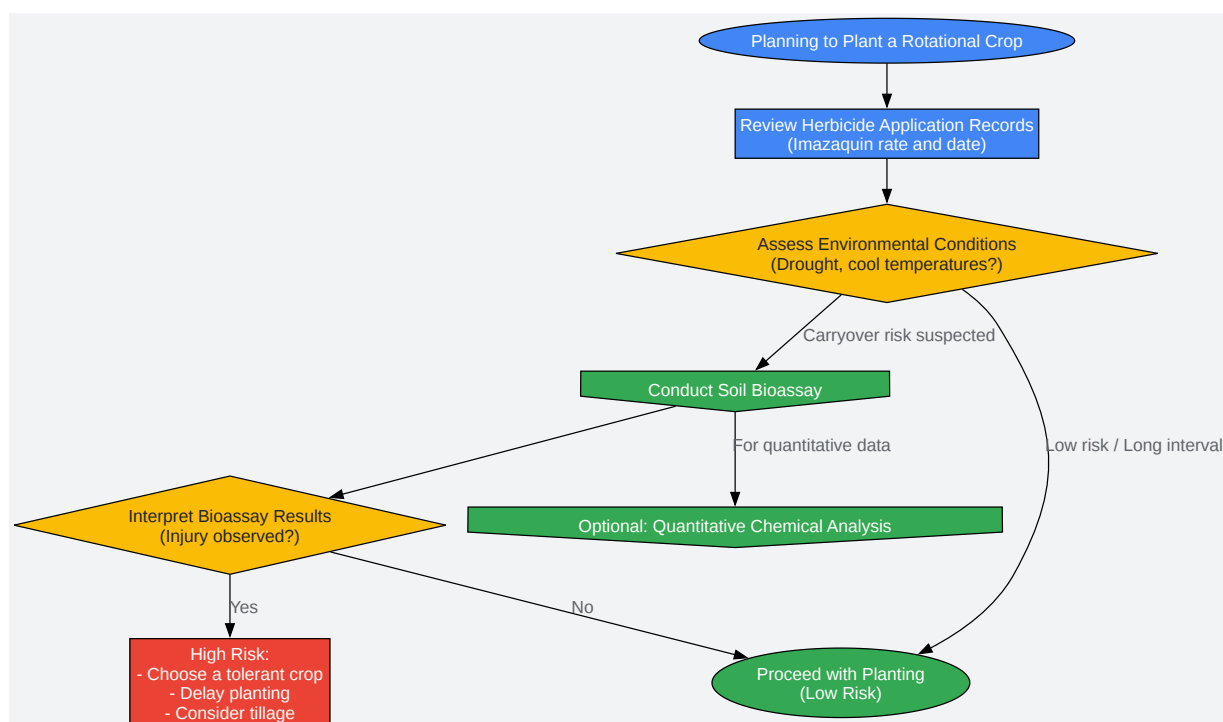 Planning to Plant a Rotational Crop
Review Herbicide Application Records
(Imazaquin rate and date)
Assess Environmental Conditions
(Drought, cool temperatures?)
Carryover risk suspected
Conduct Soil Bioassay
For quantitative data
Low risk / Long interval
Interpret Bioassay Results
(Injury observed?)
Optional: Quantitative Chemical Analysis
Yes
No
High Risk:
- Choose a tolerant crop
- Delay planting
- Consider tillage
Proceed with Planting
(Low Risk)